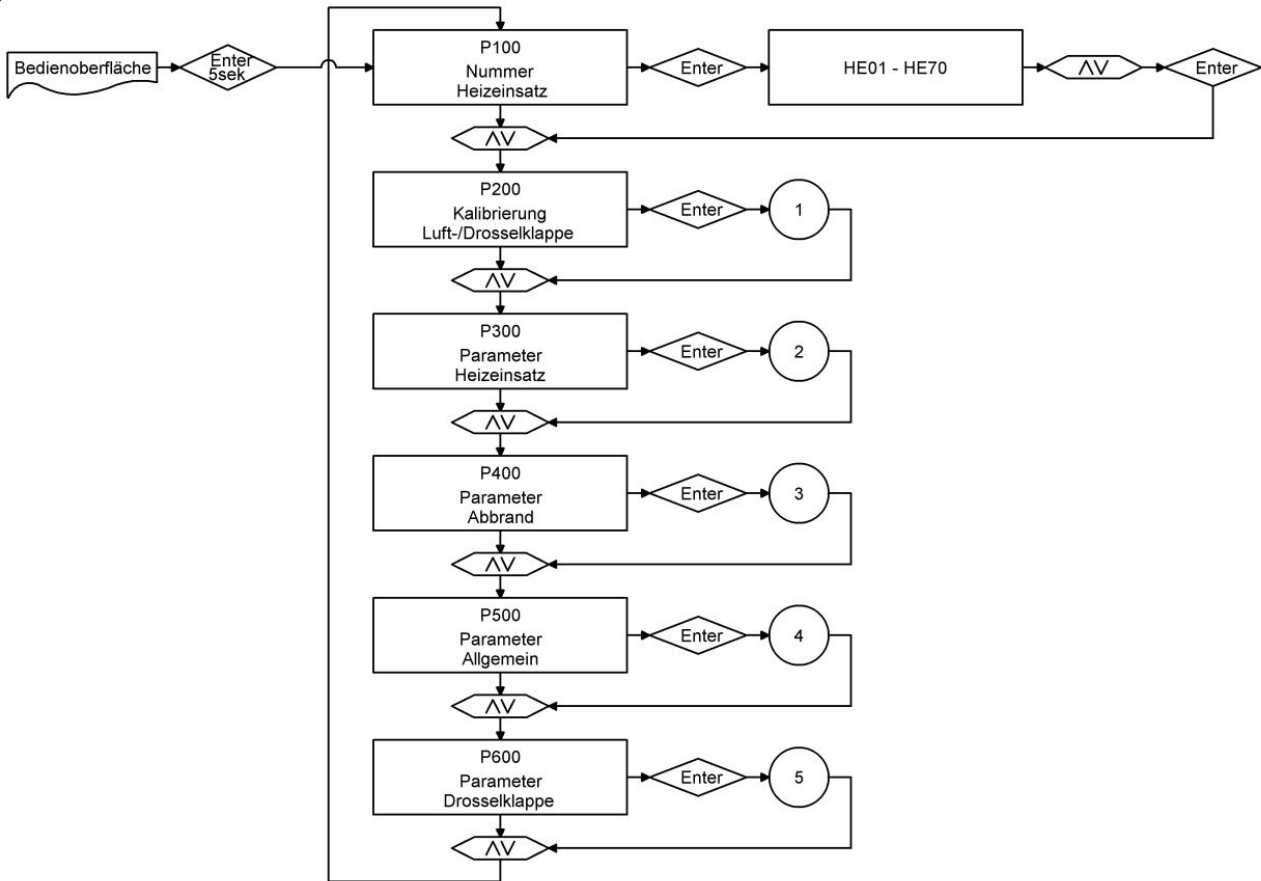 Bedienoberfläche
Enter
5sek
P100
Nummer
Heizeinsatz
Enter
HE01 - HE70
ΛV
Enter
ΛV
P200
Kalibrierung
Luft-/Drosselklappe
Enter
1
ΛV
P300
Parameter
Heizeinsatz
Enter
2
ΛV
P400
Parameter
Abbrand
Enter
3
ΛV
P500
Parameter
Allgemein
Enter
4
ΛV
P600
Parameter
Drosselklappe
Enter
5
ΛV